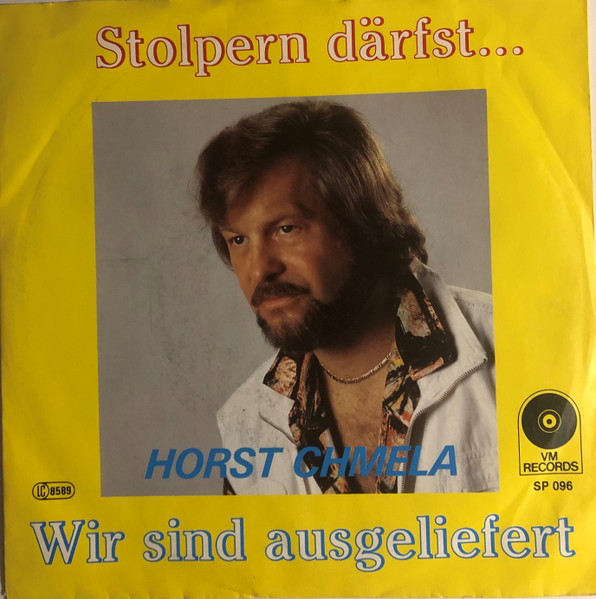 Stolpern därfst...
HORST CHMELA
LC 8589
VM
RECORDS
SP 096
Wir sind ausgeliefert